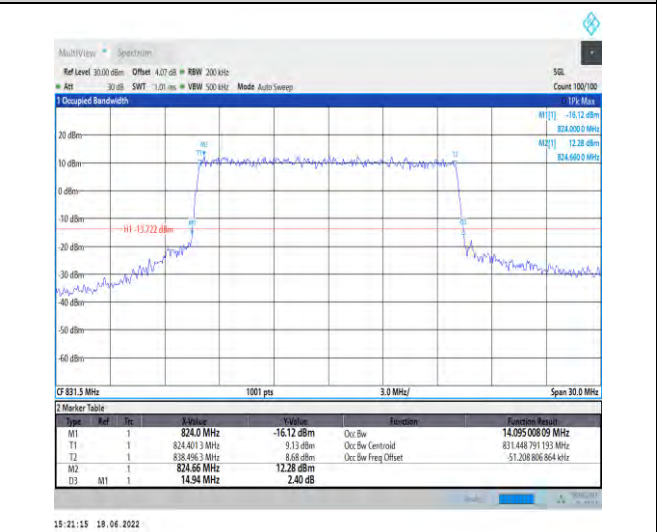 MultiView Spectrum
Ref Level 30.00 dBm Offset 4.07 dB RBW 200 kHz SGL
Att 30 dB SWT 1.01 ms VBW 500 kHz Mode Auto Sweep Count 100/100
1 Occupied Bandwidth 1Pk Max
M1[1] -16.12 dBm
824.000 0 MHz
M2[1] 12.28 dBm
824.660 0 MHz
20 dBm
M2
T1 T2
10 dBm
0 dBm
-10 dBm
M1 D3
H1 -13.722 dBm
-20 dBm
-30 dBm
-40 dBm
-50 dBm
-60 dBm
CF 831.5 MHz 1001 pts 3.0 MHz/ Span 30.0 MHz
2 Marker Table
Type Ref Trc X-Value Y-Value Function Function Result
M1 1 824.0 MHz -16.12 dBm Occ Bw 14.095 008 09 MHz
T1 1 824.401 3 MHz 9.13 dBm Occ Bw Centroid 831.448 791 193 MHz
T2 1 838.496 3 MHz 8.68 dBm Occ Bw Freq Offset -51.208 806 864 kHz
M2 1 824.66 MHz 12.28 dBm
D3 M1 1 14.94 MHz 2.40 dB
15:21:15 18.06.2022